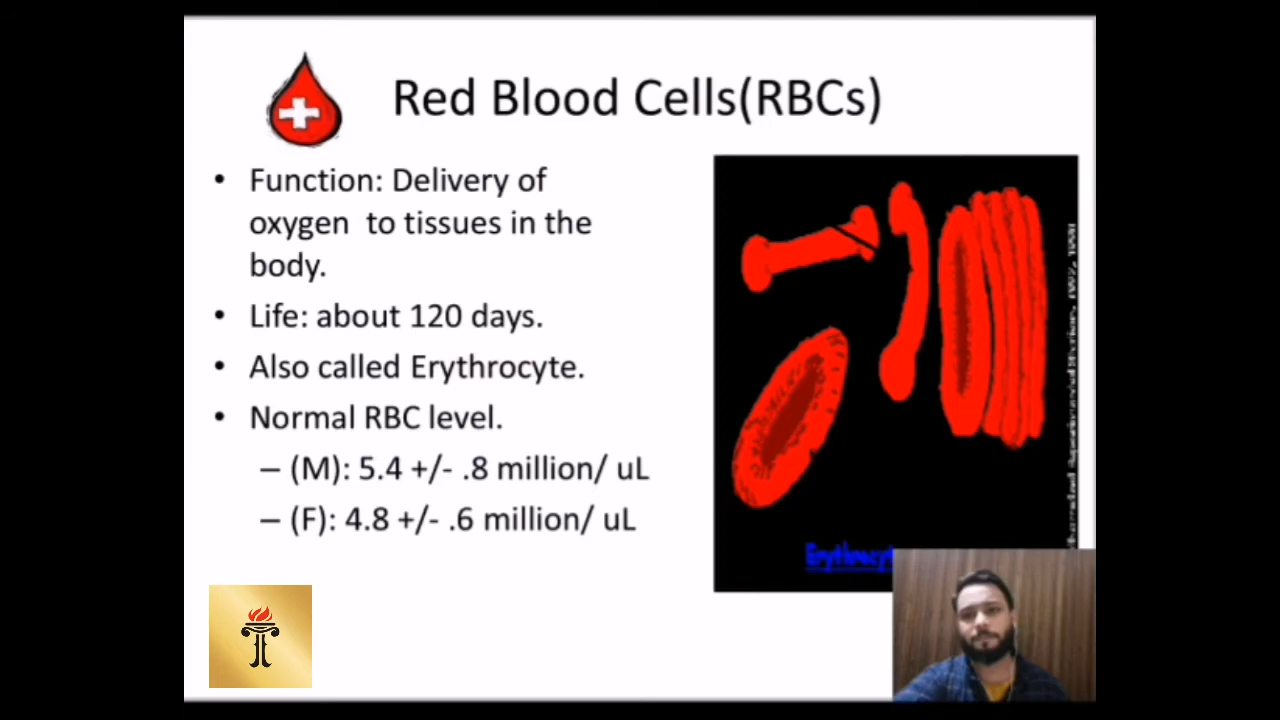 Red Blood Cells(RBCs)
• Function: Delivery of
oxygen to tissues in the
body.
• Life: about 120 days.
• Also called Erythrocyte.
• Normal RBC level.
– (M): 5.4 +/- .8 million/ uL
– (F): 4.8 +/- .6 million/ uL